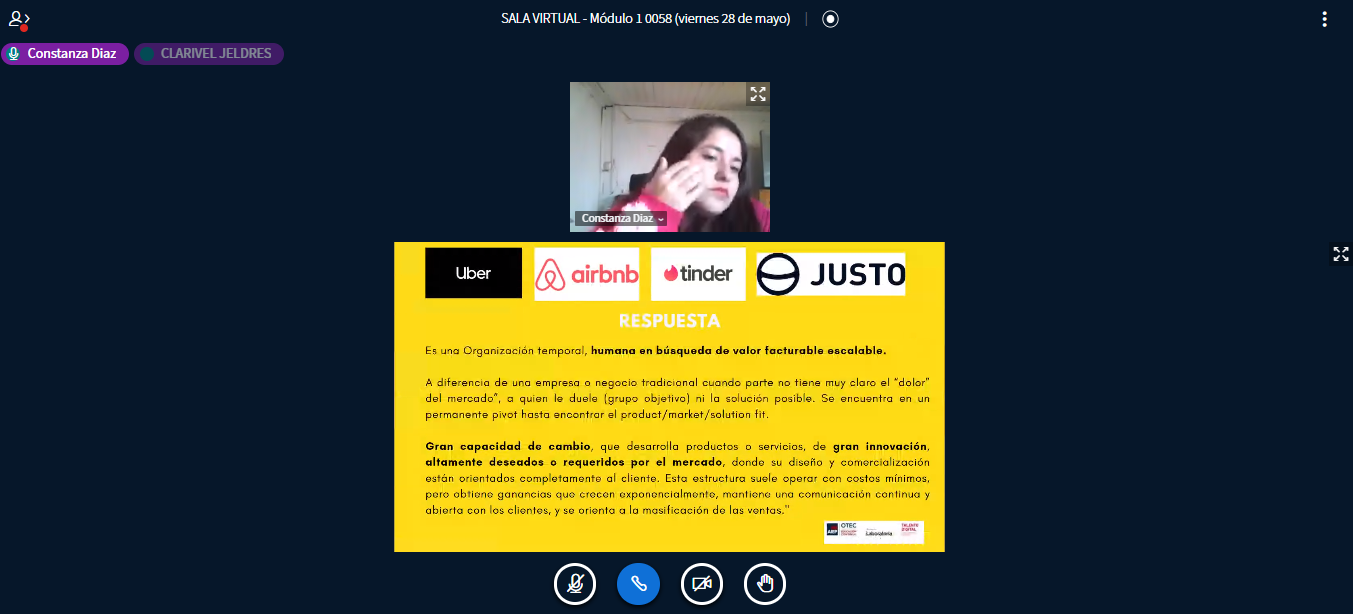 SALA VIRTUAL - Módulo 1 0058 (viernes 28 de mayo)
Constanza Diaz
CLARIVEL JELDRES
Constanza Diaz
Uber
airbnb
tinder
JUSTO
RESPUESTA
Es una Organización temporal, humana en búsqueda de valor facturable escalable.
A diferencia de una empresa o negocio tradicional cuando parte no tiene muy claro el "dolor"
del mercado", a quien le duele (grupo objetivo) ni la solución posible. Se encuentra en un
permanente pivot hasta encontrar el product/market/solution fit.
Gran capacidad de cambio, que desarrolla productos o servicios, de gran innovación,
altamente deseados o requeridos por el mercado, donde su diseño y comercialización
están orientados completamente al cliente. Esta estructura suele operar con costos mínimos,
pero obtiene ganancias que crecen exponencialmente, mantiene una comunicación continua y
abierta con los clientes, y se orienta a la masificación de las ventas."
OTEC
Laboratoria
TALENTO
DIGITAL